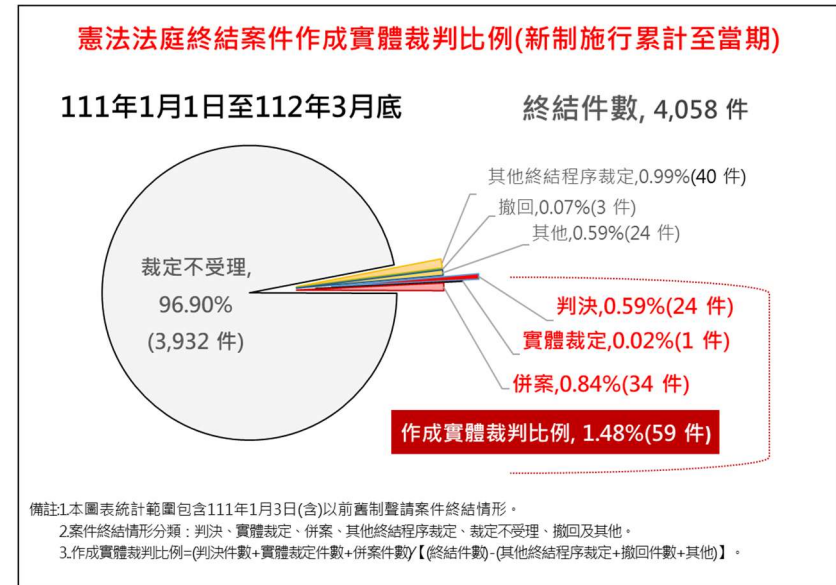 憲法法庭終結案件作成實體裁判比例(新制施行累計至當期)
111年1月1日至112年3月底
終結件數, 4,058 件
其他終結程序裁定,0.99%(40 件)
撤回,0.07%(3 件)
其他,0.59%(24 件)
裁定不受理,
96.90%
(3,932 件)
判決,0.59%(24 件)
實體裁定,0.02%(1 件)
併案,0.84%(34 件)
作成實體裁判比例, 1.48%(59 件)
備註:1.本圖表統計範圍包含111年1月3日(含)以前舊制聲請案件終結情形。
2.案件終結情形分類：判決、實體裁定、併案、其他終結程序裁定、裁定不受理、撤回及其他。
3.作成實體裁判比例=(判決件數+實體裁定件數+併案件數)/【(終結件數)-(其他終結程序裁定+撤回件數+其他)】。